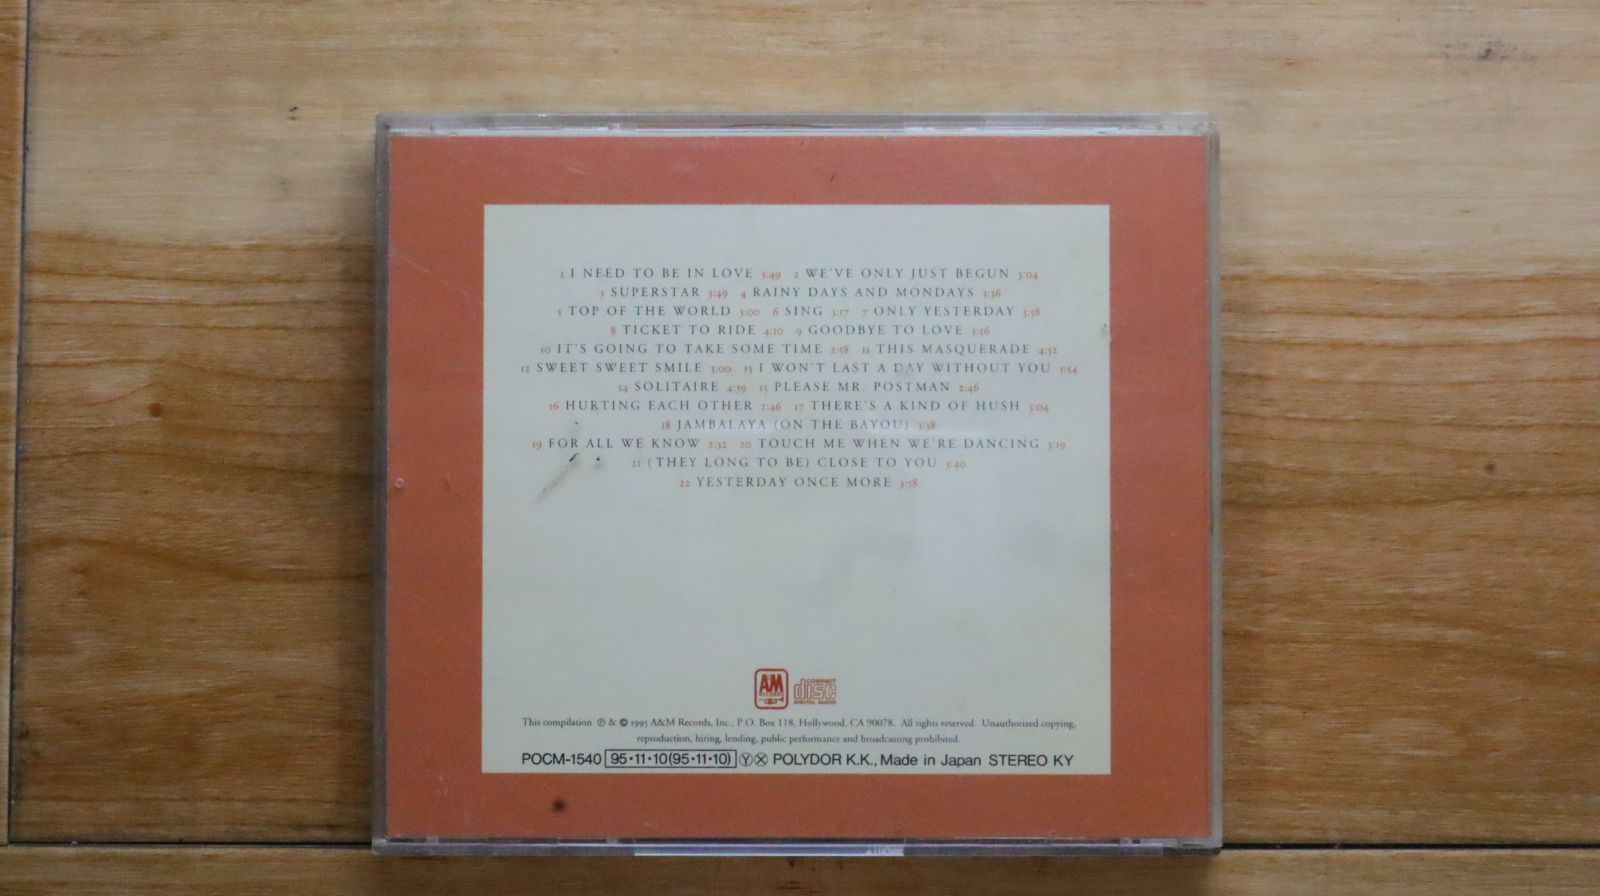 1 I NEED TO BE IN LOVE 3:49 2 WE'VE ONLY JUST BEGUN 3:04
3 SUPERSTAR 3:49 4 RAINY DAYS AND MONDAYS 3:36
5 TOP OF THE WORLD 3:00 6 SING 3:17 7 ONLY YESTERDAY 3:58
8 TICKET TO RIDE 4:10 9 GOODBYE TO LOVE 3:56
10 IT'S GOING TO TAKE SOME TIME 2:58 11 THIS MASQUERADE 4:52
12 SWEET SWEET SMILE 3:00 13 I WON'T LAST A DAY WITHOUT YOU 3:54
14 SOLITAIRE 4:39 15 PLEASE MR. POSTMAN 2:46
16 HURTING EACH OTHER 2:46 17 THERE'S A KIND OF HUSH 3:04
18 JAMBALAYA (ON THE BAYOU) 3:38
19 FOR ALL WE KNOW 2:32 20 TOUCH ME WHEN WE'RE DANCING 3:19
21 (THEY LONG TO BE) CLOSE TO YOU 3:40
22 YESTERDAY ONCE MORE 3:58
AM RECORDS COMPACT disc DIGITAL AUDIO
This compilation ℗ & © 1995 A&M Records, Inc., P.O. Box 118, Hollywood, CA 90078. All rights reserved. Unauthorized copying,
reproduction, hiring, lending, public performance and broadcasting prohibited.
POCM-1540 95・11・10(95・11・10) Ⓨ Ⓧ POLYDOR K.K., Made in Japan STEREO KY